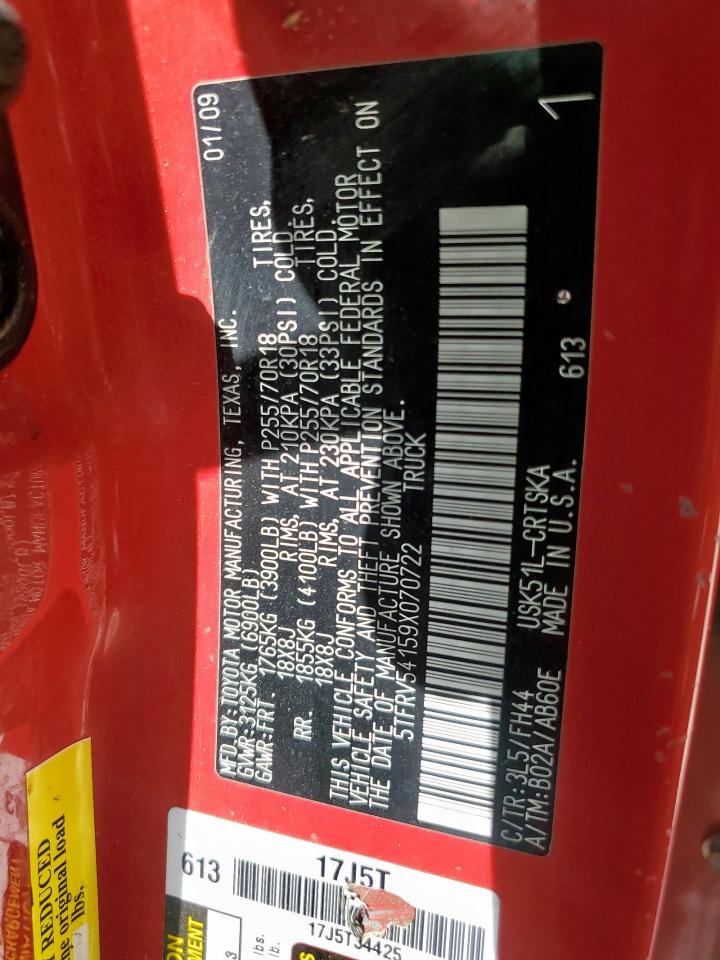 MFD.BY:TOYOTA MOTOR MANUFACTURING, TEXAS, INC. 01/09
GVWR:3125KG (6900LB)
GAWR:FRT. 1765KG (3900LB) WITH P255/70R18 TIRES,
18X8J RIMS, AT 210KPA (30PSI) COLD.
RR. 1855KG (4100LB) WITH P255/70R18 TIRES,
18X8J RIMS, AT 230KPA (33PSI) COLD.
THIS VEHICLE CONFORMS TO ALL APPLICABLE FEDERAL MOTOR
VEHICLE SAFETY AND THEFT PREVENTION STANDARDS IN EFFECT ON
THE DATE OF MANUFACTURE SHOWN ABOVE.
5TFRV54159X070722 TRUCK
C/TR:3L5/FH44 USK51L-CRTSKA 613
A/TM:B02A/AB60E MADE IN U.S.A. 1
REDUCED
original load
lbs.
613 17J5T
17J5T34425
lbs.
lb.
3